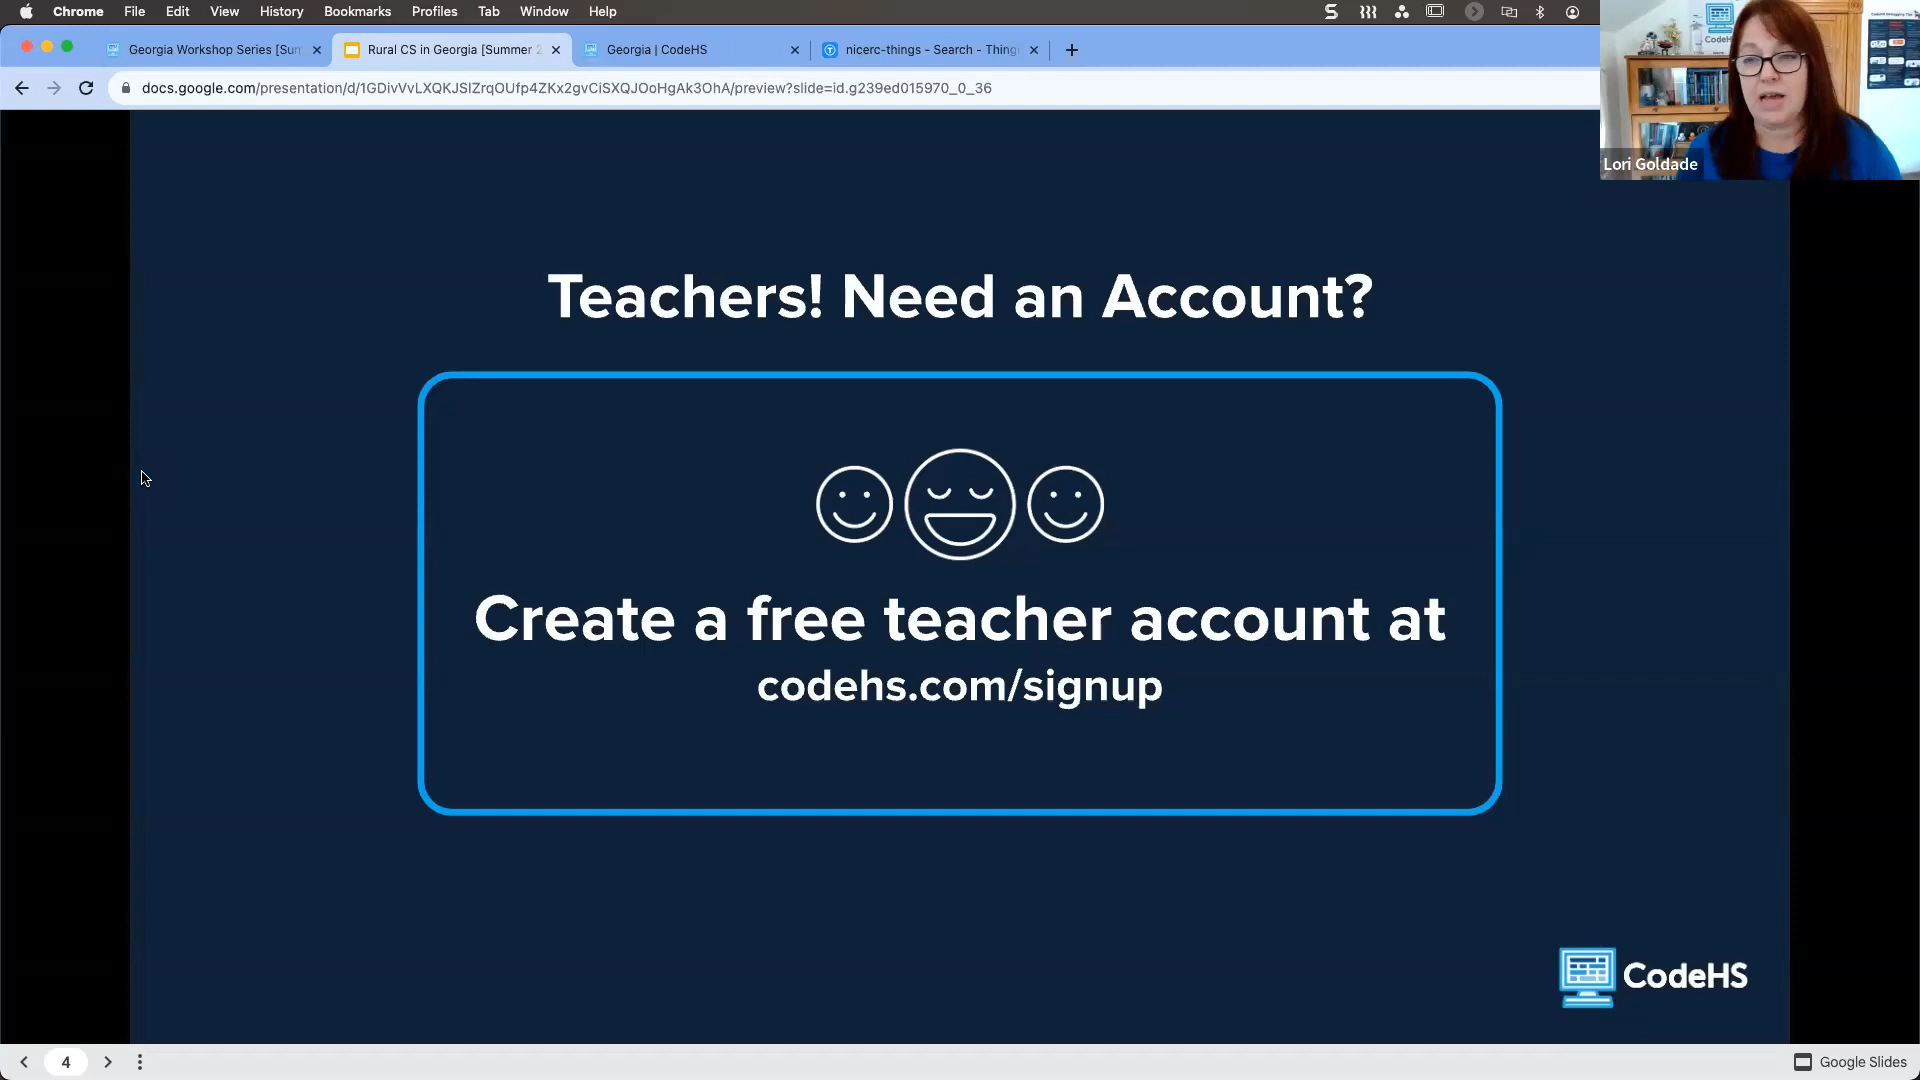 Chrome File Edit View History Bookmarks Profiles Tab Window Help
Georgia Workshop Series [Sum
Rural CS in Georgia [Summer 2
Georgia | CodeHS
nicerc-things - Search - Thing
docs.google.com/presentation/d/1GDivVvLXQKJSIZrqOUfp4ZKx2gvCiSXQJOoHgAk3OhA/preview?slide=id.g239ed015970_0_36
Lori Goldade
Teachers! Need an Account?
Create a free teacher account at
codehs.com/signup
CodeHS
4
Google Slides